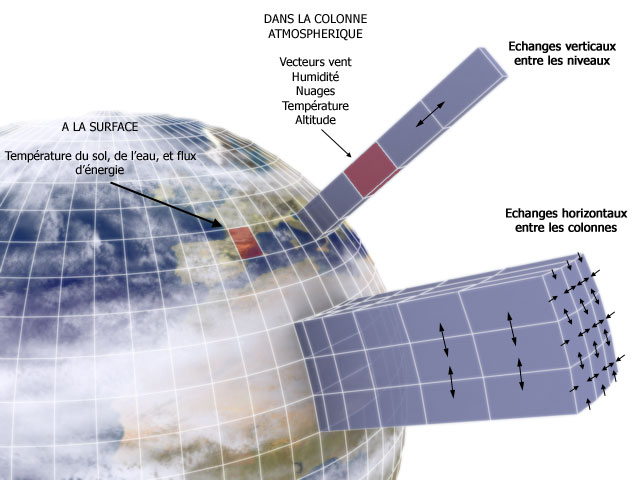 DANS LA COLONNE
ATMOSPHERIQUE
Vecteurs vent
Humidité
Nuages
Température
Altitude
Echanges verticaux
entre les niveaux
A LA SURFACE
Température du sol, de l'eau, et flux
d'énergie
Echanges horizontaux
entre les colonnes